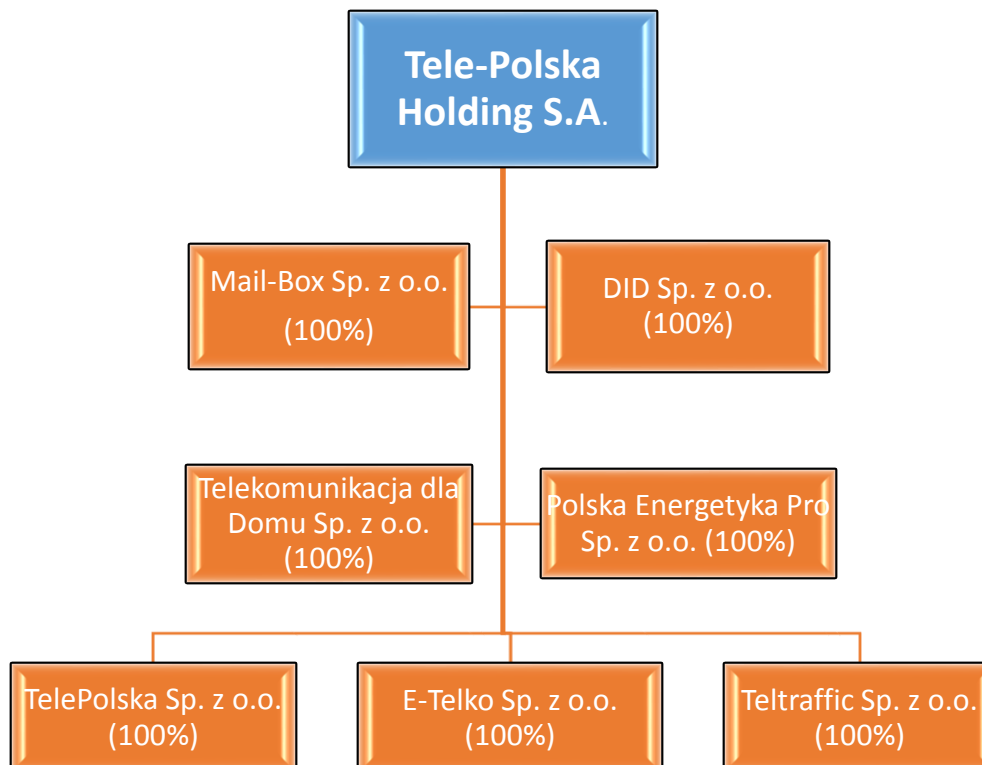 Tele-Polska
Holding S.A.
Mail-Box Sp. z o.o.
(100%)
DID Sp. z o.o.
(100%)
Telekomunikacja dla
Domu Sp. z o.o.
(100%)
Polska Energetyka Pro
Sp. z o.o. (100%)
TelePolska Sp. z o.o.
(100%)
E-Telko Sp. z o.o.
(100%)
Teltraffic Sp. z o.o.
(100%)